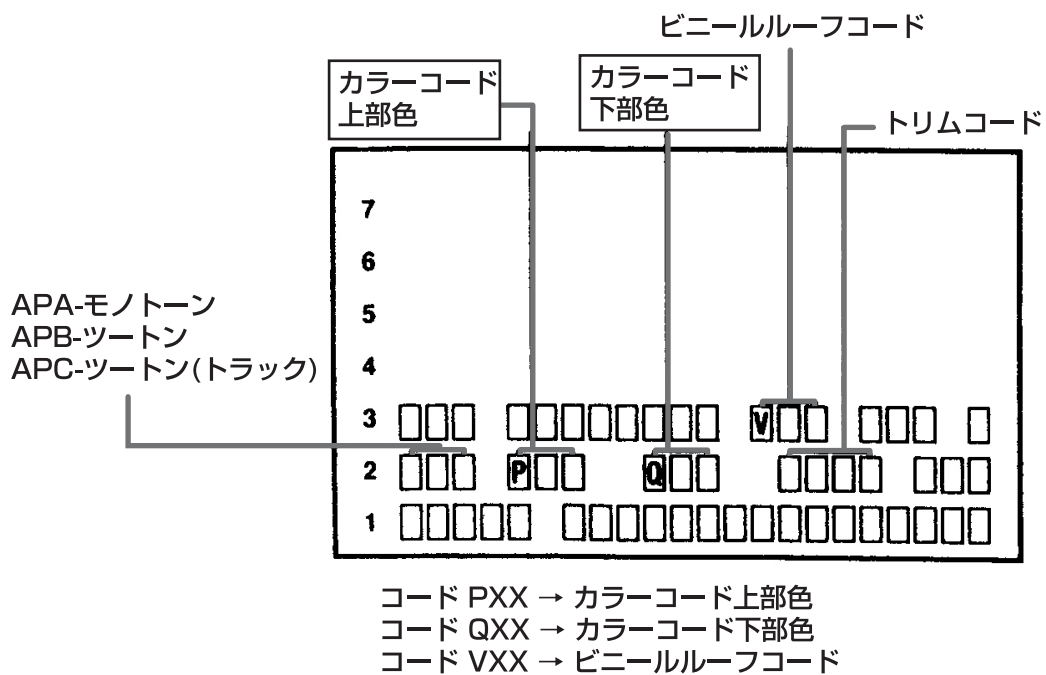 ビニールルーフコード
カラーコード
上部色
カラーコード
下部色
トリムコード
7
6
5
4
APA-モノトーン
APB-ツートン
APC-ツートン(トラック)
3 V
2 P Q
1
コード PXX → カラーコード上部色
コード QXX → カラーコード下部色
コード VXX → ビニールルーフコード